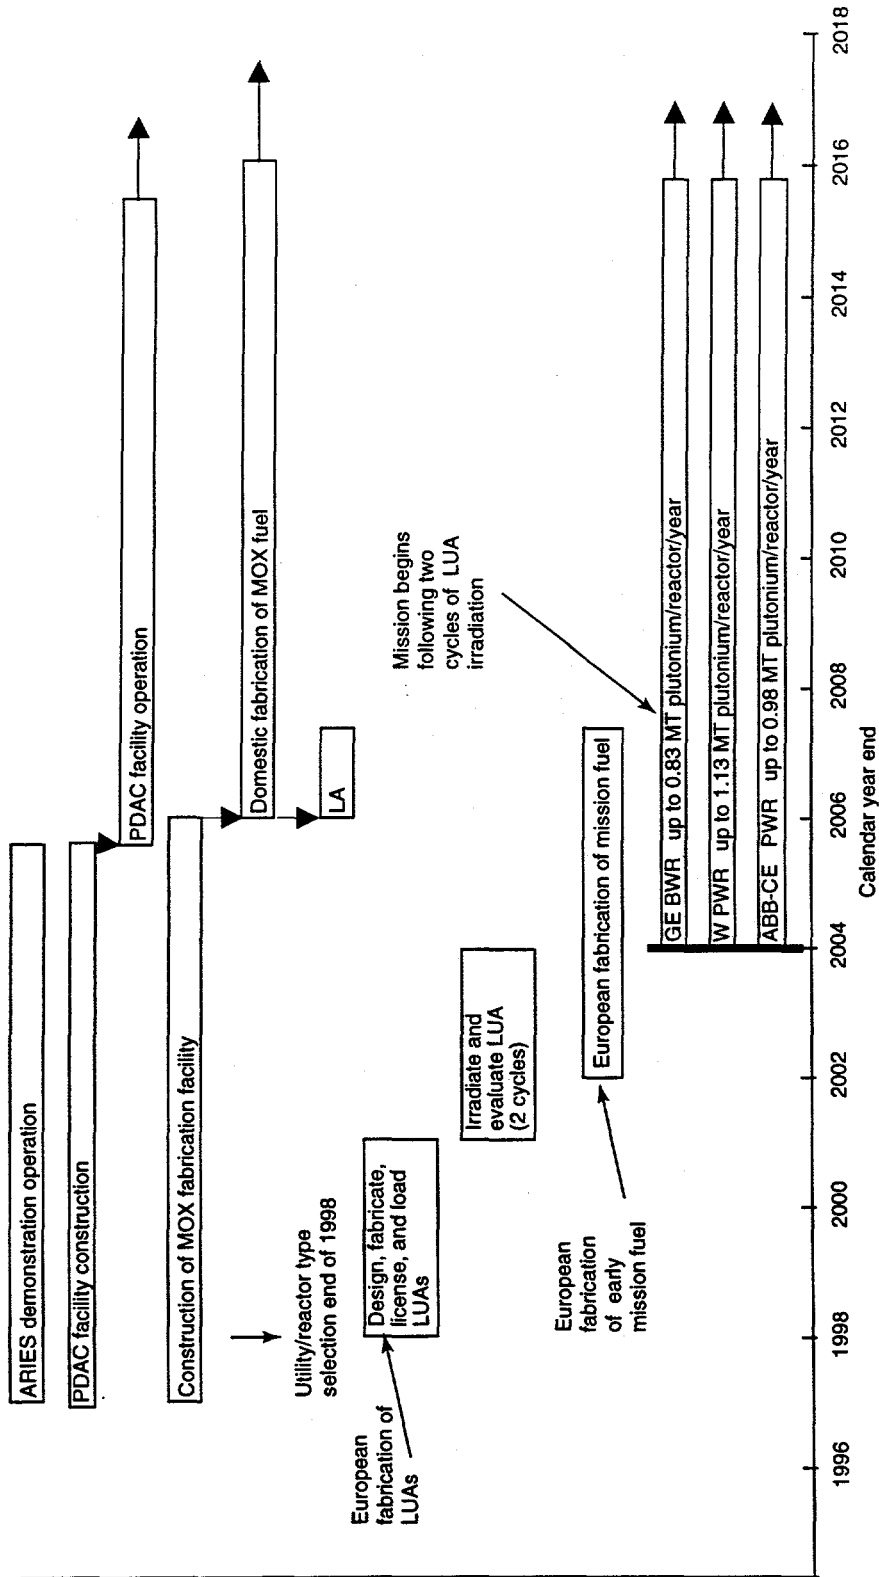 ARIES demonstration operation
PDAC facility construction
PDAC facility operation
Construction of MOX fabrication facility
Domestic fabrication of MOX fuel
Utility/reactor type
selection end of 1998
LA
European
fabrication of
LUAs
Design, fabricate,
license, and load
LUAs
Mission begins
following two
cycles of LUA
irradiation
Irradiate and
evaluate LUA
(2 cycles)
European
fabrication
of early
mission fuel
European fabrication of mission fuel
GE BWR up to 0.83 MT plutonium/reactor/year
W PWR up to 1.13 MT plutonium/reactor/year
ABB-CE PWR up to 0.98 MT plutonium/reactor/year
1996 1998 2000 2002 2004 2006 2008 2010 2012 2014 2016 2018
Calendar year end